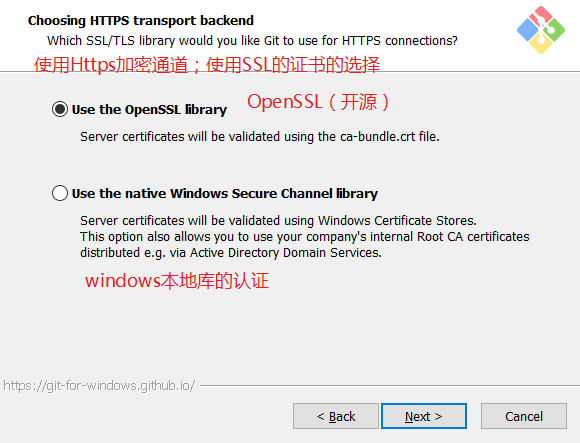 Choosing HTTPS transport backend
Which SSL/TLS library would you like Git to use for HTTPS connections?
使用Https加密通道；使用SSL的证书的选择
Use the OpenSSL library
OpenSSL（开源）
Server certificates will be validated using the ca-bundle.crt file.
Use the native Windows Secure Channel library
Server certificates will be validated using Windows Certificate Stores.
This option also allows you to use your company's internal Root CA certificates
distributed e.g. via Active Directory Domain Services.
windows本地库的认证
https://git-for-windows.github.io/
< Back
Next >
Cancel